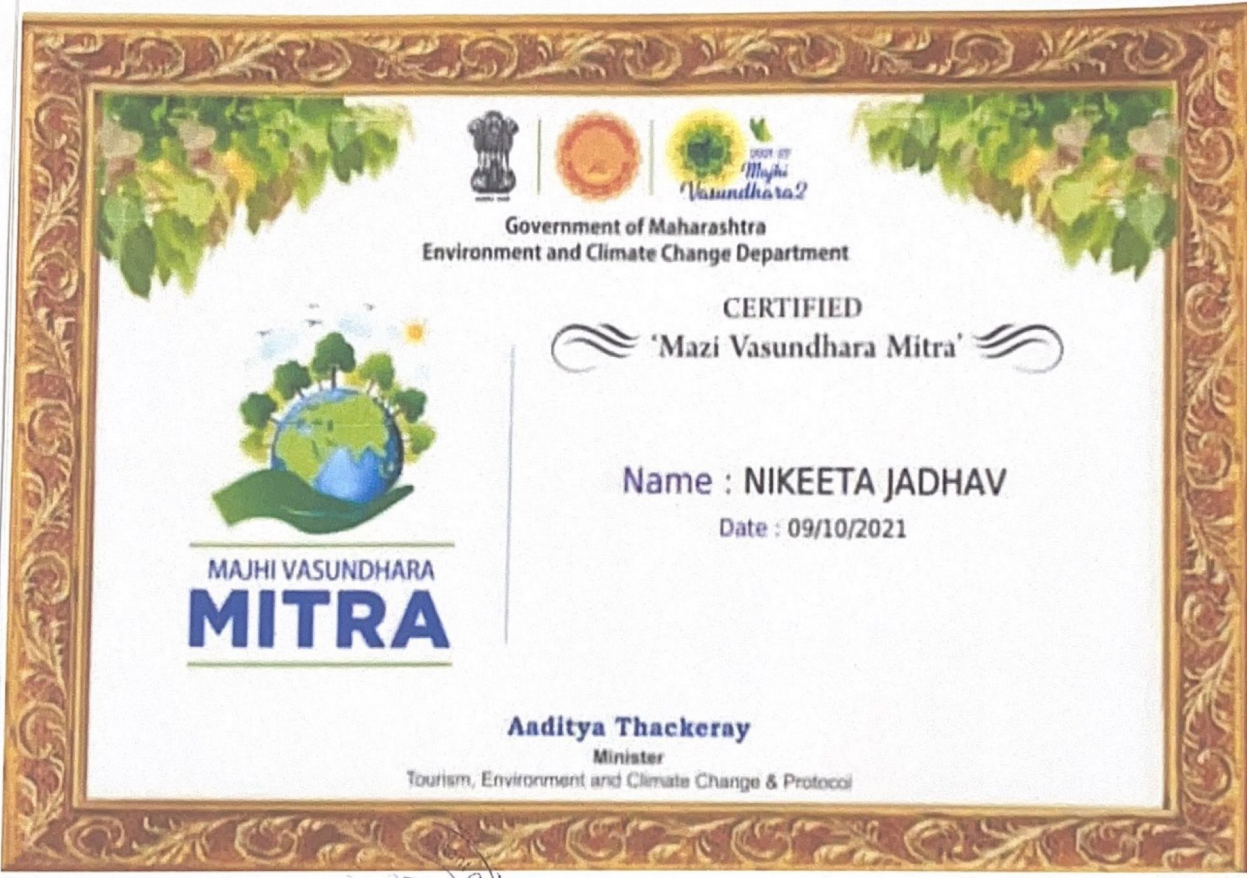 Majhi
Vasundhara2
Government of Maharashtra
Environment and Climate Change Department
CERTIFIED
'Mazi Vasundhara Mitra'
Name : NIKEETA JADHAV
Date : 09/10/2021
MAJHI VASUNDHARA
MITRA
Aaditya Thackeray
Minister
Tourism, Environment and Climate Change & Protocol